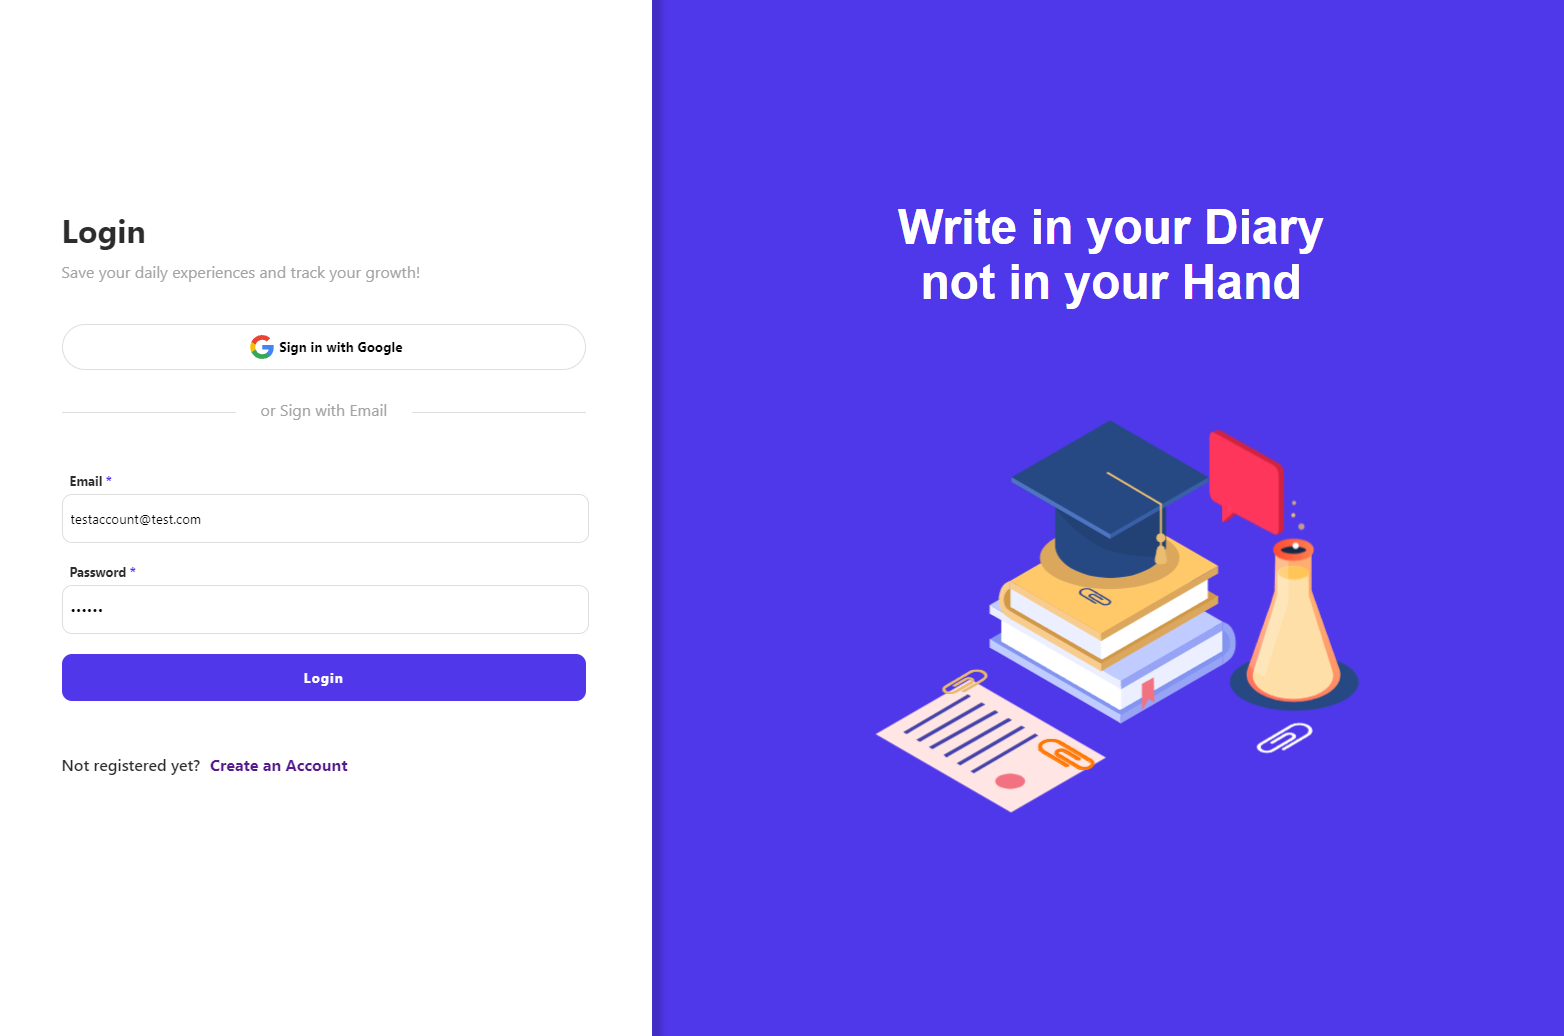 Login
Save your daily experiences and track your growth!
Sign in with Google
or Sign with Email
Email *
testaccount@test.com
Password *
••••••
Login
Not registered yet? Create an Account
Write in your Diary
not in your Hand